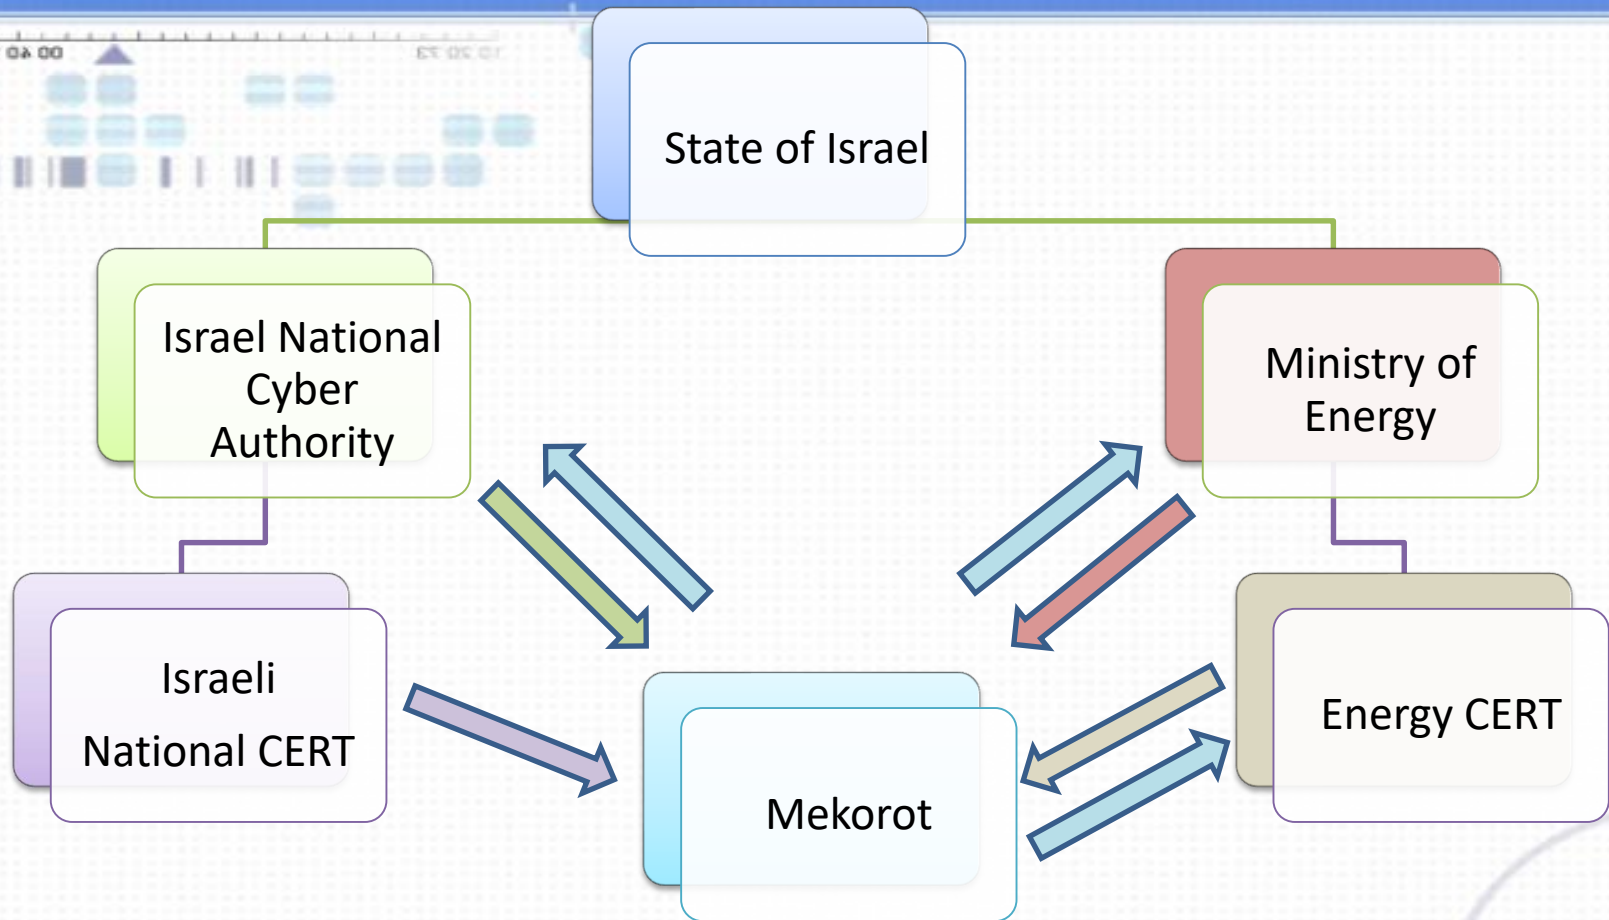 State of Israel
Israel National
Cyber
Authority
Ministry of
Energy
Israeli
National CERT
Energy CERT
Mekorot